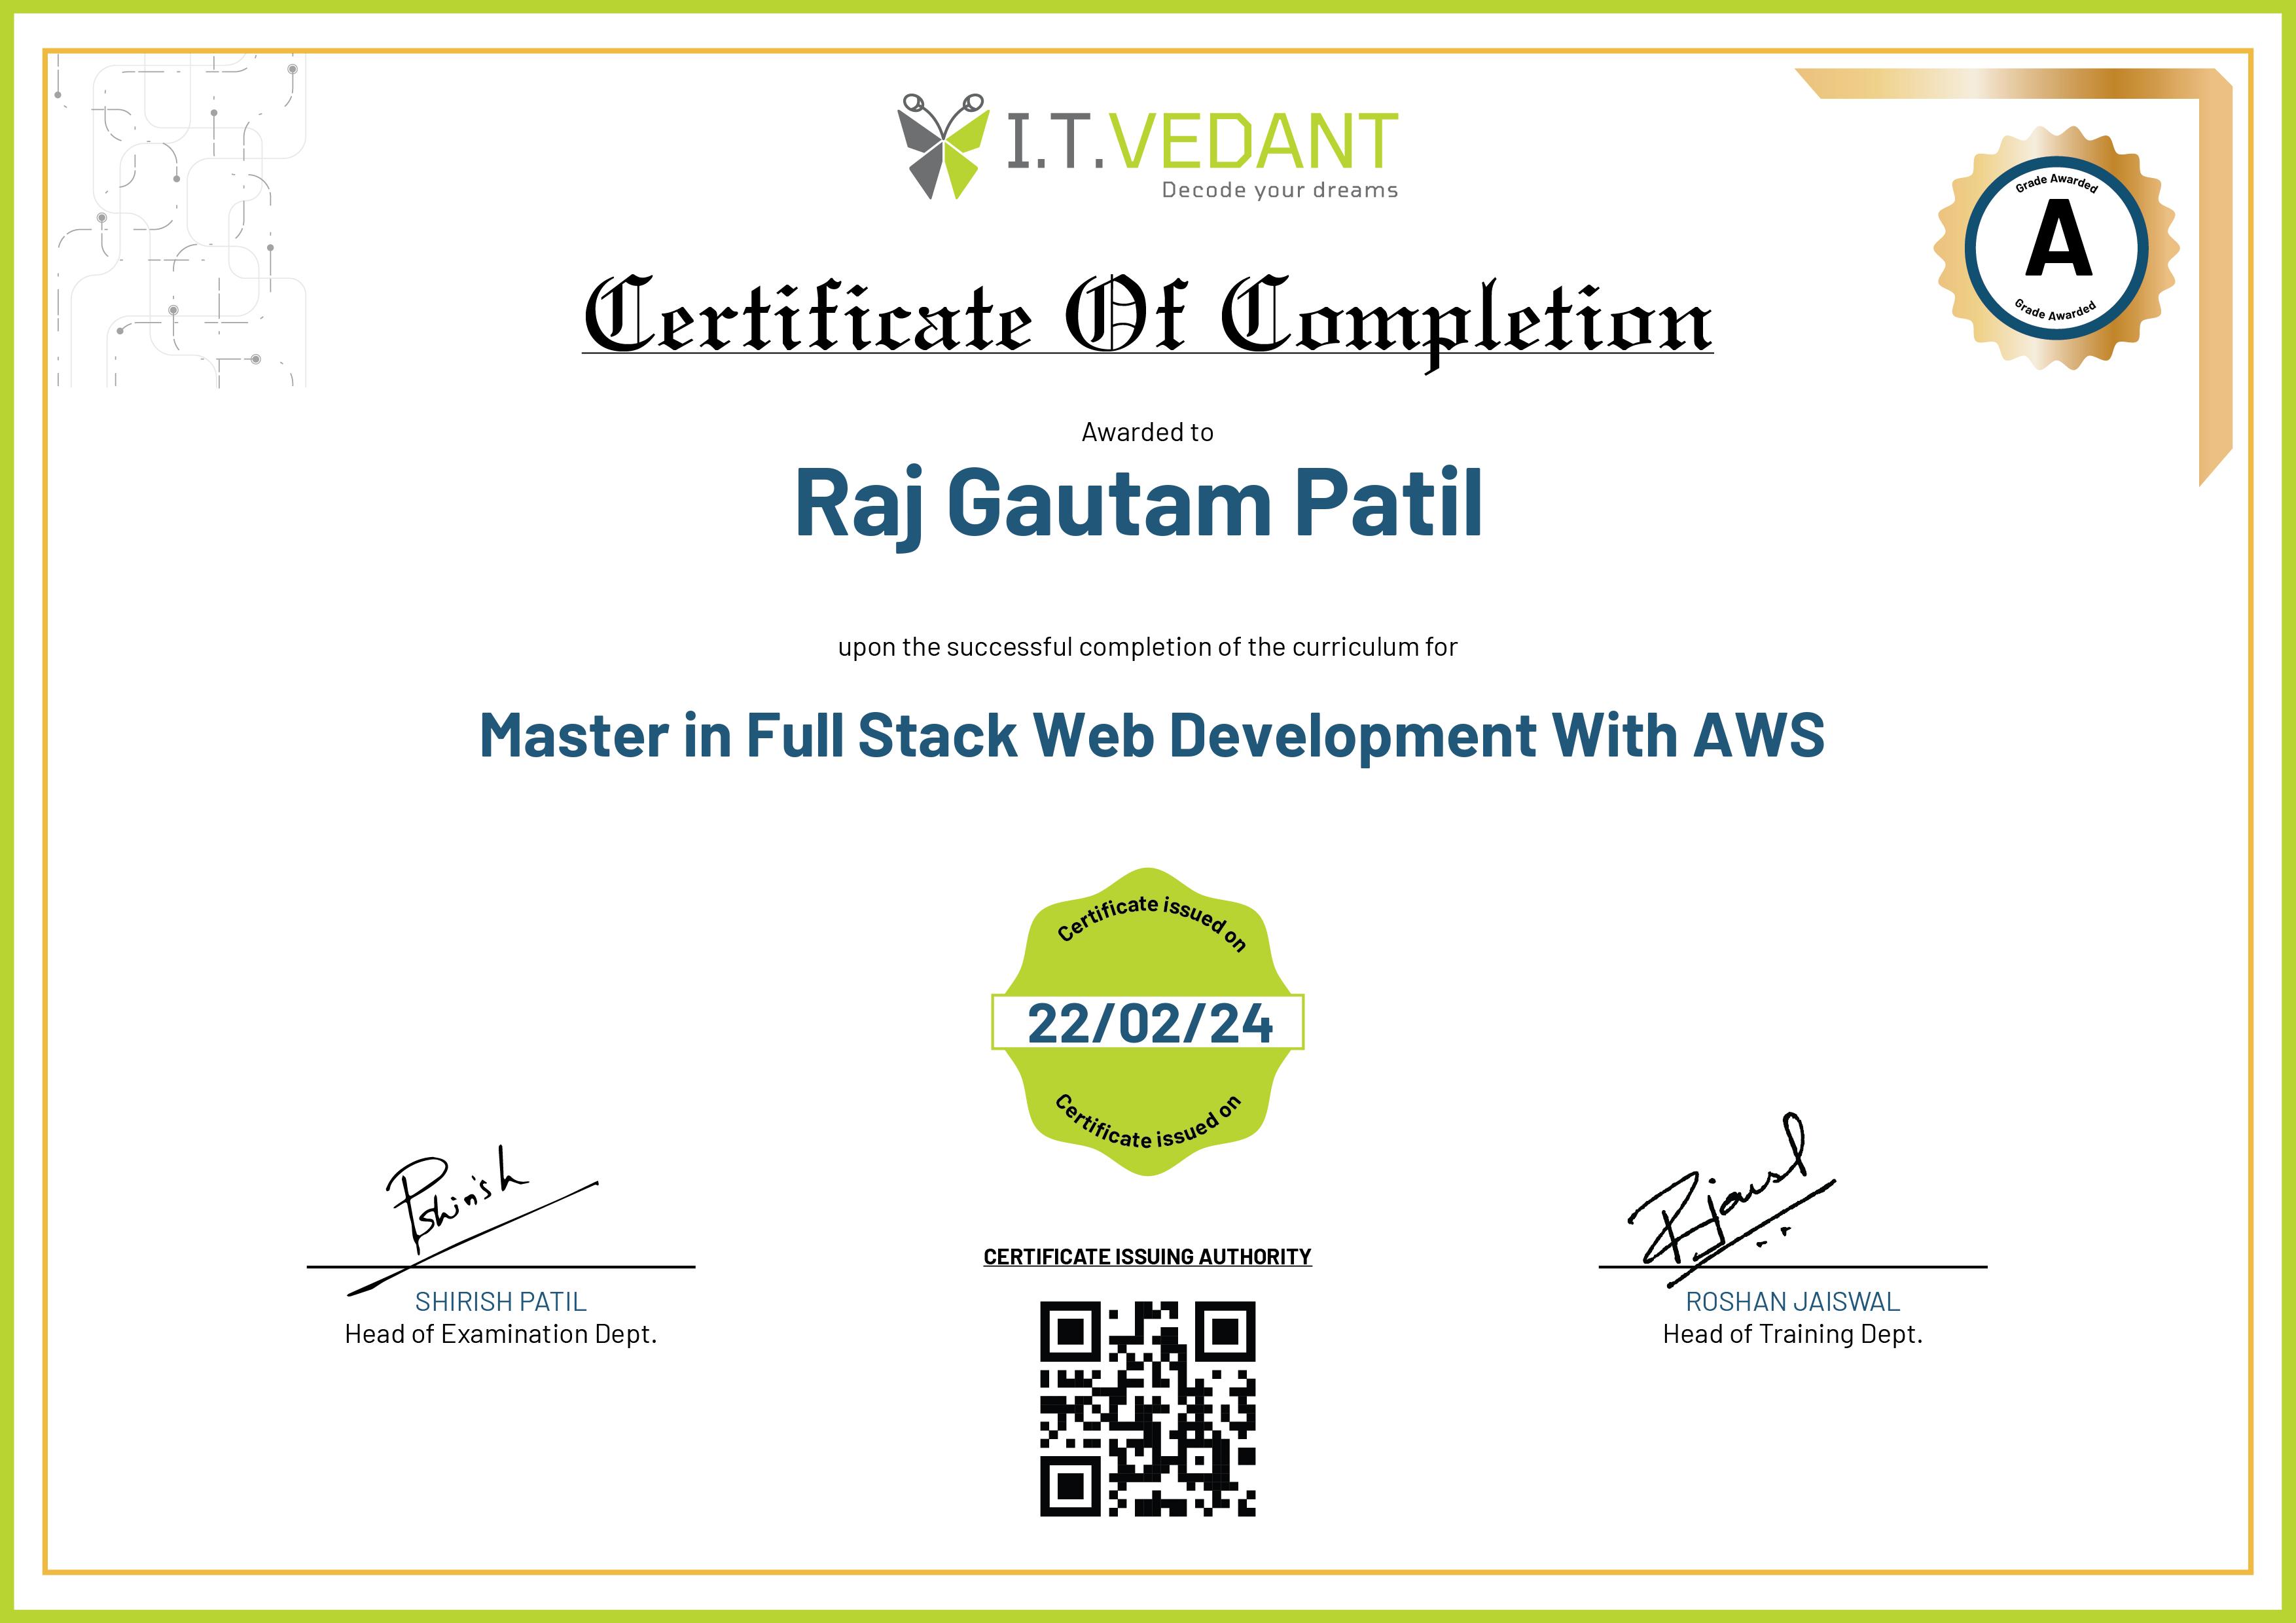 I.T.VEDANT
Decode your dreams
Grade Awarded
A
Grade Awarded
Certificate Of Completion
Awarded to
Raj Gautam Patil
upon the successful completion of the curriculum for
Master in Full Stack Web Development With AWS
Certificate issued on
22/02/24
Certificate issued on
Pshirish
Rjaisul
CERTIFICATE ISSUING AUTHORITY
SHIRISH PATIL
Head of Examination Dept.
ROSHAN JAISWAL
Head of Training Dept.